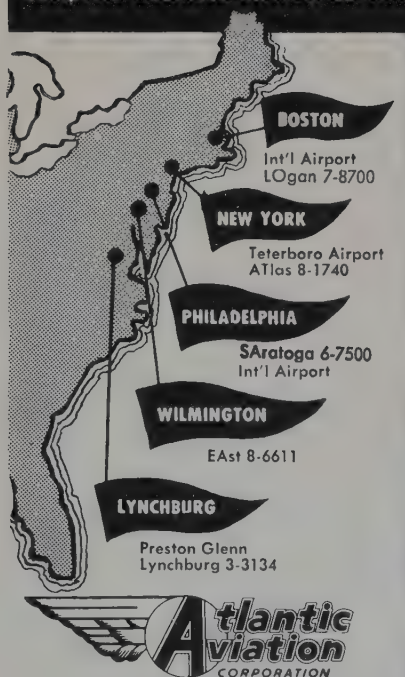 BOSTON
Int'l Airport
LOgan 7-8700
NEW YORK
Teterboro Airport
ATlas 8-1740
PHILADELPHIA
SAratoga 6-7500
Int'l Airport
WILMINGTON
EAst 8-6611
LYNCHBURG
Preston Glenn
Lynchburg 3-3134
Atlantic
Aviation
CORPORATION